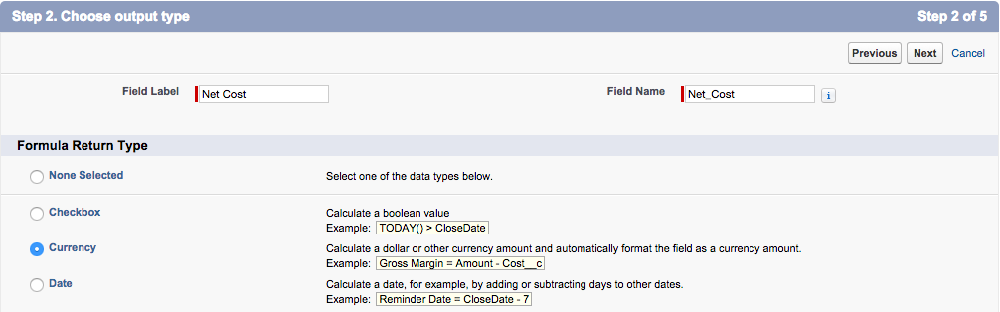 Step 2. Choose output type Step 2 of 5
Previous Next Cancel
Field Label Net Cost Field Name Net_Cost i
Formula Return Type
None Selected Select one of the data types below.
Checkbox Calculate a boolean value
Example: TODAY() > CloseDate
Currency Calculate a dollar or other currency amount and automatically format the field as a currency amount.
Example: Gross Margin = Amount - Cost__c
Date Calculate a date, for example, by adding or subtracting days to other dates.
Example: Reminder Date = CloseDate - 7